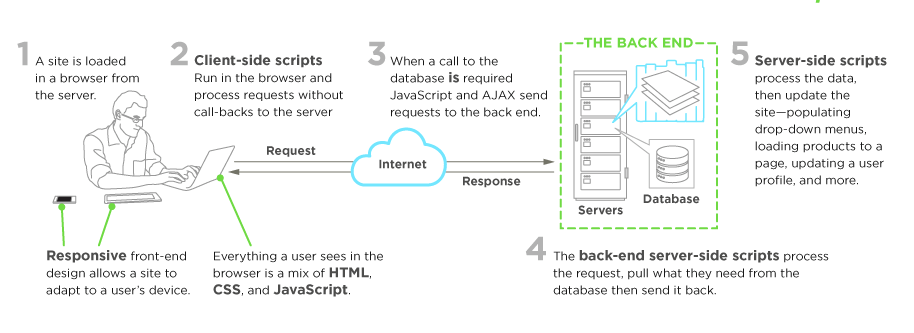 1
A site is loaded
in a browser from
the server.
2
Client-side scripts
Run in the browser and
process requests without
call-backs to the server
3
When a call to the
database is required
JavaScript and AJAX send
requests to the back end.
THE BACK END
5
Server-side scripts
process the data,
then update the
site—populating
drop-down menus,
loading products to a
page, updating a user
profile, and more.
Request
Internet
Response
Servers
Database
Responsive front-end
design allows a site to
adapt to a user's device.
Everything a user sees in the
browser is a mix of HTML,
CSS, and JavaScript.
4
The back-end server-side scripts process
the request, pull what they need from the
database then send it back.